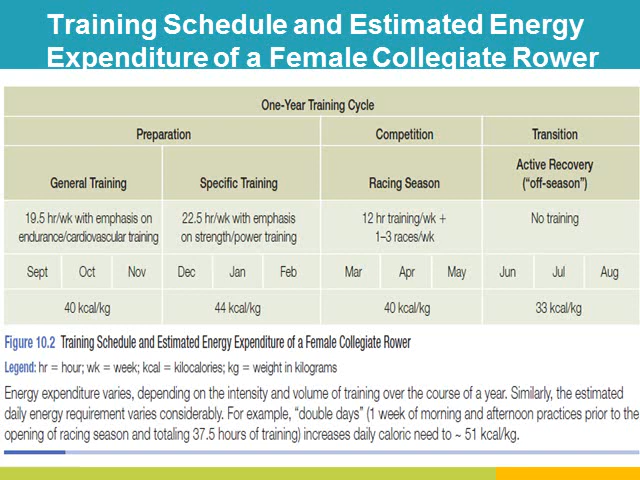 Training Schedule and Estimated Energy
Expenditure of a Female Collegiate Rower
One-Year Training Cycle
Preparation Competition Transition
General Training Specific Training Racing Season Active Recovery
("off-season")
19.5 hr/wk with emphasis on 22.5 hr/wk with emphasis 12 hr training/wk + No training
endurance/cardiovascular training on strength/power training 1–3 races/wk
Sept Oct Nov Dec Jan Feb Mar Apr May Jun Jul Aug
40 kcal/kg 44 kcal/kg 40 kcal/kg 33 kcal/kg
Figure 10.2 Training Schedule and Estimated Energy Expenditure of a Female Collegiate Rower
Legend: hr = hour; wk = week; kcal = kilocalories; kg = weight in kilograms
Energy expenditure varies, depending on the intensity and volume of training over the course of a year. Similarly, the estimated
daily energy requirement varies considerably. For example, "double days" (1 week of morning and afternoon practices prior to the
opening of racing season and totaling 37.5 hours of training) increases daily caloric need to ~ 51 kcal/kg.